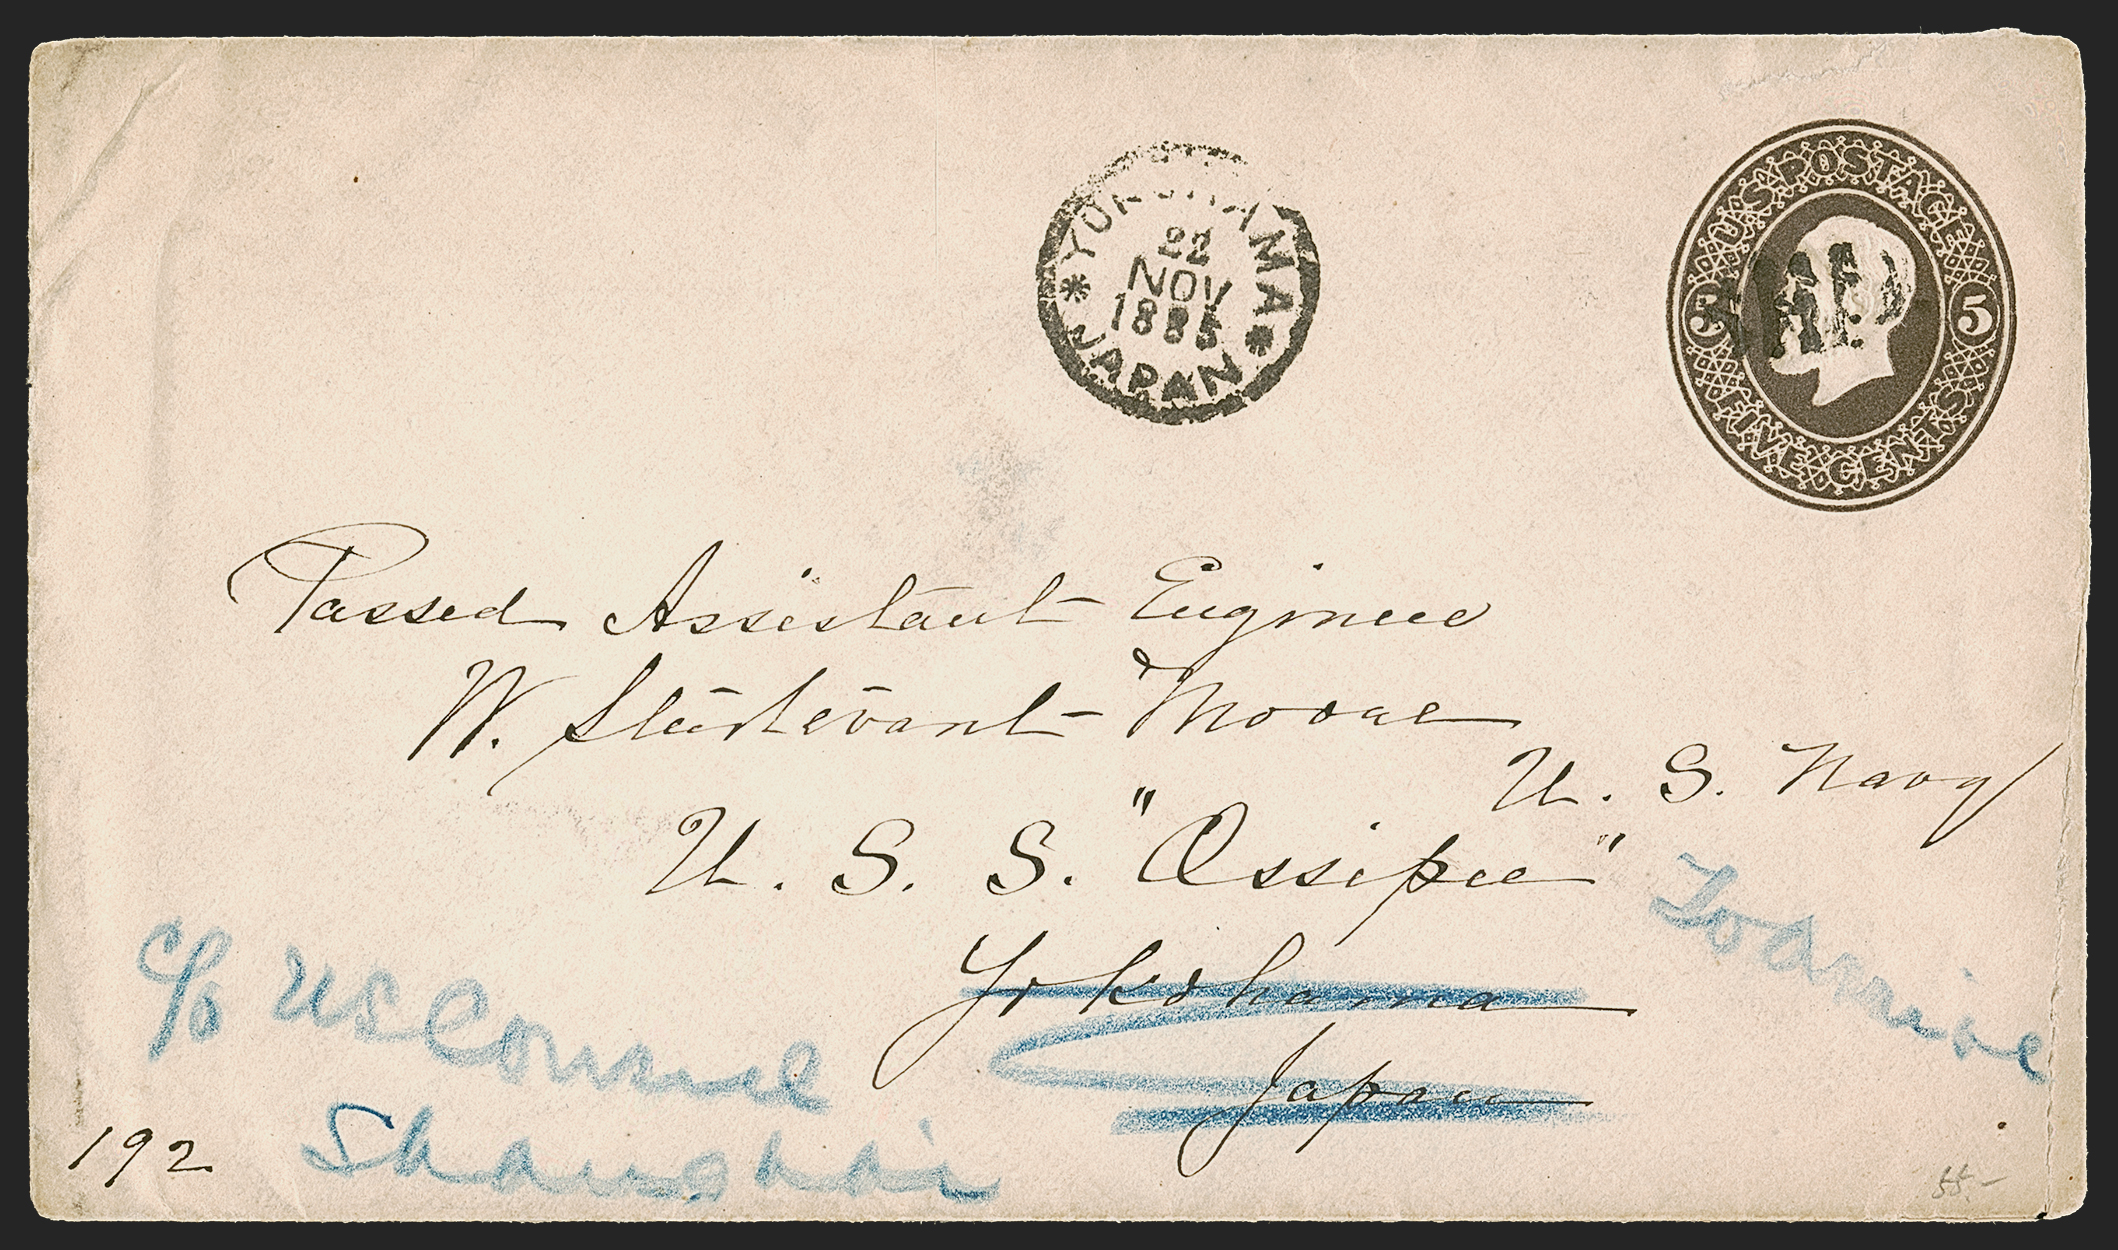 YOKOHAMA
22
NOV
1885
JAPAN
U.S. POSTAGE
5 5
FIVE CENTS
Passed Assistant Engineer
W. Sturtevant Moore
U. S. Navy
U. S. S. "Ossipee"
To Arrive
Yokohama
Japan
c/o US Consul
Shanghai
192
55.-